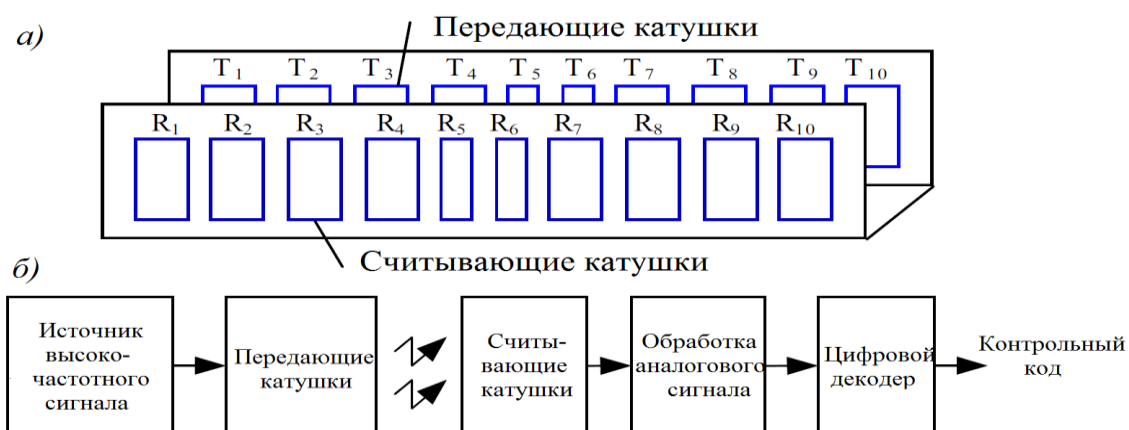 а)
Передающие катушки
T1 T2 T3 T4 T5 T6 T7 T8 T9 T10
R1 R2 R3 R4 R5 R6 R7 R8 R9 R10
Считывающие катушки
б)
Источник
высоко-
частотного
сигнала
Передающие
катушки
Считы-
вающие
катушки
Обработка
аналогового
сигнала
Цифровой
декодер
Контрольный
код